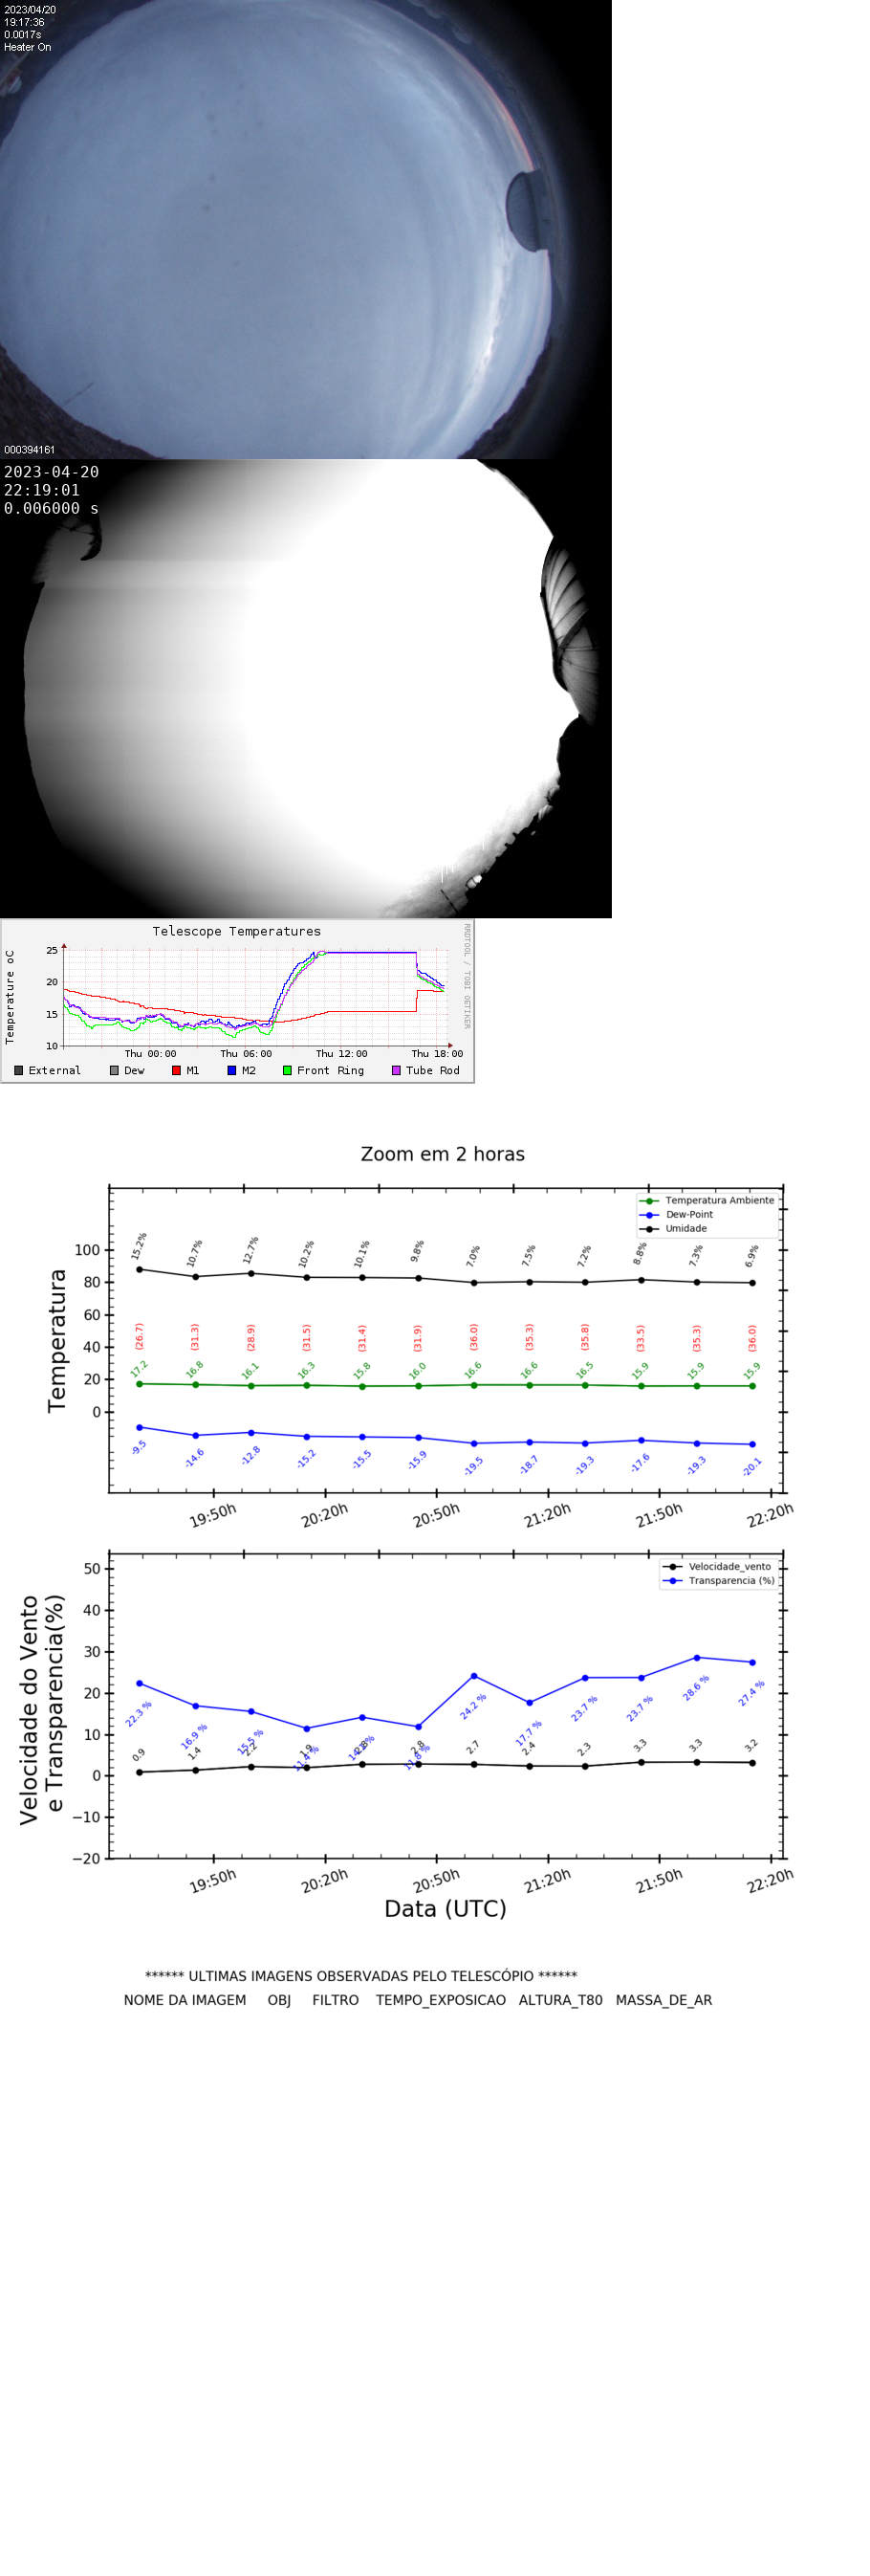 2023/04/20
19:17:36
0.0017s
Heater On
000394161
2023-04-20
22:19:01
0.006000 s
Telescope Temperatures
RRDTOOL / TOBI OETIKER
Temperature oC
25
20
15
10
Thu 00:00 Thu 06:00 Thu 12:00 Thu 18:00
External Dew M1 M2 Front Ring Tube Rod
Zoom em 2 horas
Temperatura Ambiente
Dew-Point
Umidade
Temperatura
100
80
60
40
20
0
15.2% 10.7% 12.7% 10.2% 10.1% 9.8% 7.0% 7.5% 7.2% 8.8% 7.3% 6.9%
(26.7) (31.3) (28.9) (31.5) (31.4) (31.9) (36.0) (35.3) (35.8) (33.5) (35.3) (36.0)
17.2 16.8 16.1 16.3 15.8 16.0 16.6 16.6 16.5 15.9 15.9 15.9
-9.5 -14.6 -12.8 -15.2 -15.5 -15.9 -19.5 -18.7 -19.3 -17.6 -19.3 -20.1
19:50h 20:20h 20:50h 21:20h 21:50h 22:20h
Velocidade_vento
Transparencia (%)
Velocidade do Vento
e Transparencia(%)
50
40
30
20
10
0
−10
−20
22.3 % 16.9 % 15.5 % 11.4 % 24.2 % 17.7 % 23.7 % 23.7 % 28.6 % 27.4 %
0.9 1.4 2.2 1.9 2.8 2.8 2.7 2.4 2.3 3.3 3.3 3.2
19:50h 20:20h 20:50h 21:20h 21:50h 22:20h
Data (UTC)
****** ULTIMAS IMAGENS OBSERVADAS PELO TELESCÓPIO ******
NOME DA IMAGEM OBJ FILTRO TEMPO_EXPOSICAO ALTURA_T80 MASSA_DE_AR